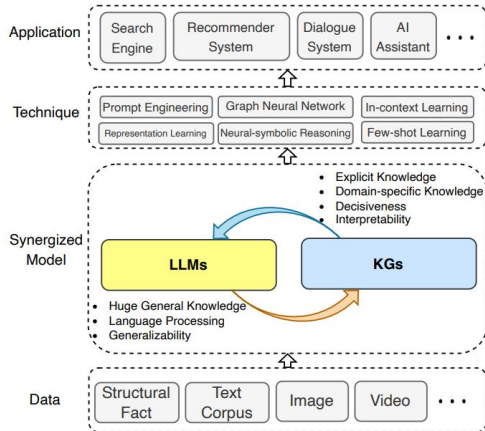 Application
Search Engine
Recommender System
Dialogue System
AI Assistant
• • •
Technique
Prompt Engineering
Graph Neural Network
In-context Learning
Representation Learning
Neural-symbolic Reasoning
Few-shot Learning
Synergized Model
• Explicit Knowledge
• Domain-specific Knowledge
• Decisiveness
• Interpretability
LLMs
KGs
• Huge General Knowledge
• Language Processing
• Generalizability
Data
Structural Fact
Text Corpus
Image
Video
• • •